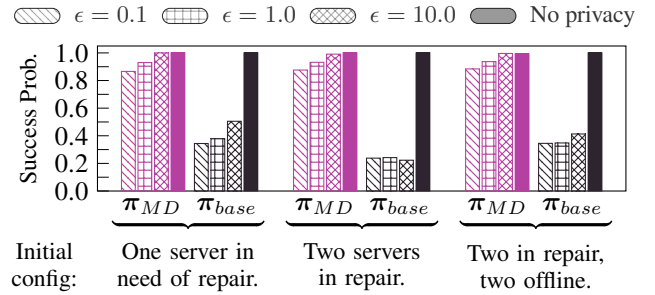 ϵ = 0.1 ϵ = 1.0 ϵ = 10.0 No privacy
Success Prob.
1.0
0.8
0.6
0.4
0.2
0.0
π_MD π_base π_MD π_base π_MD π_base
Initial config:
One server in
need of repair.
Two servers
in repair.
Two in repair,
two offline.